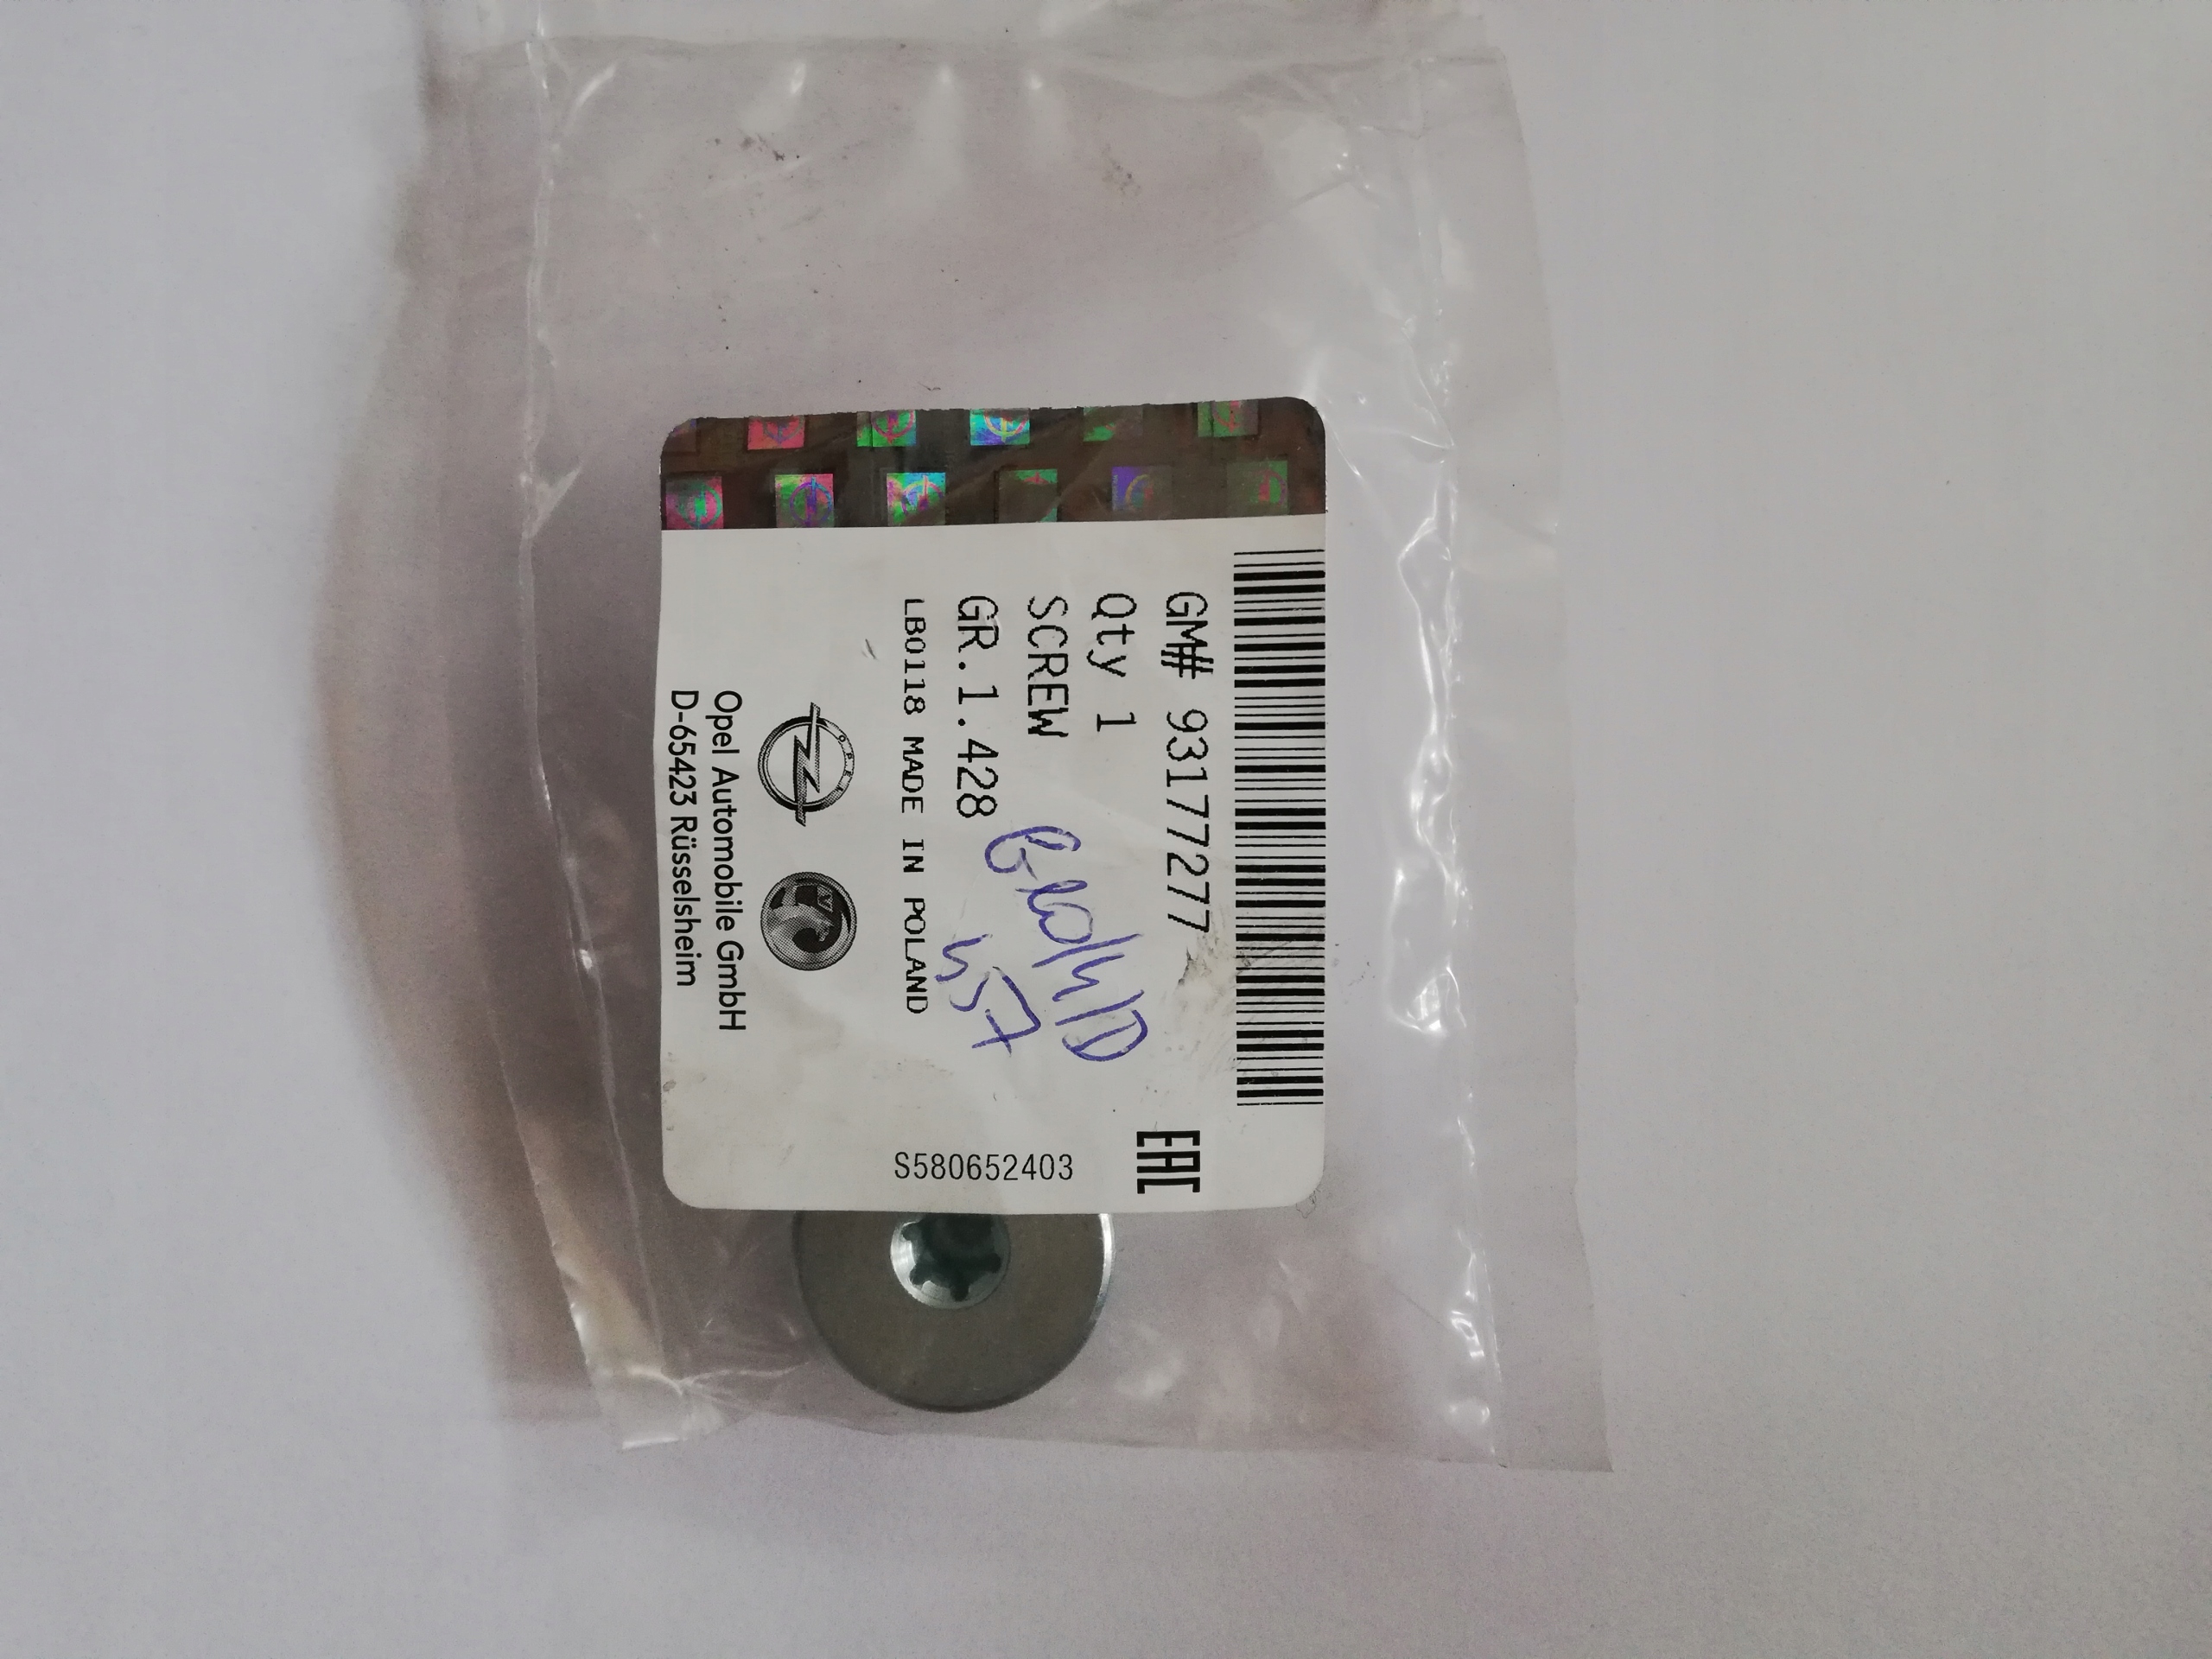 GM# 93177277
Qty 1
SCREW
GR.1.428
LB0118 MADE IN POLAND
OPEL
V
Opel Automobile GmbH
D-65423 Rüsselsheim
EAC
S580652403